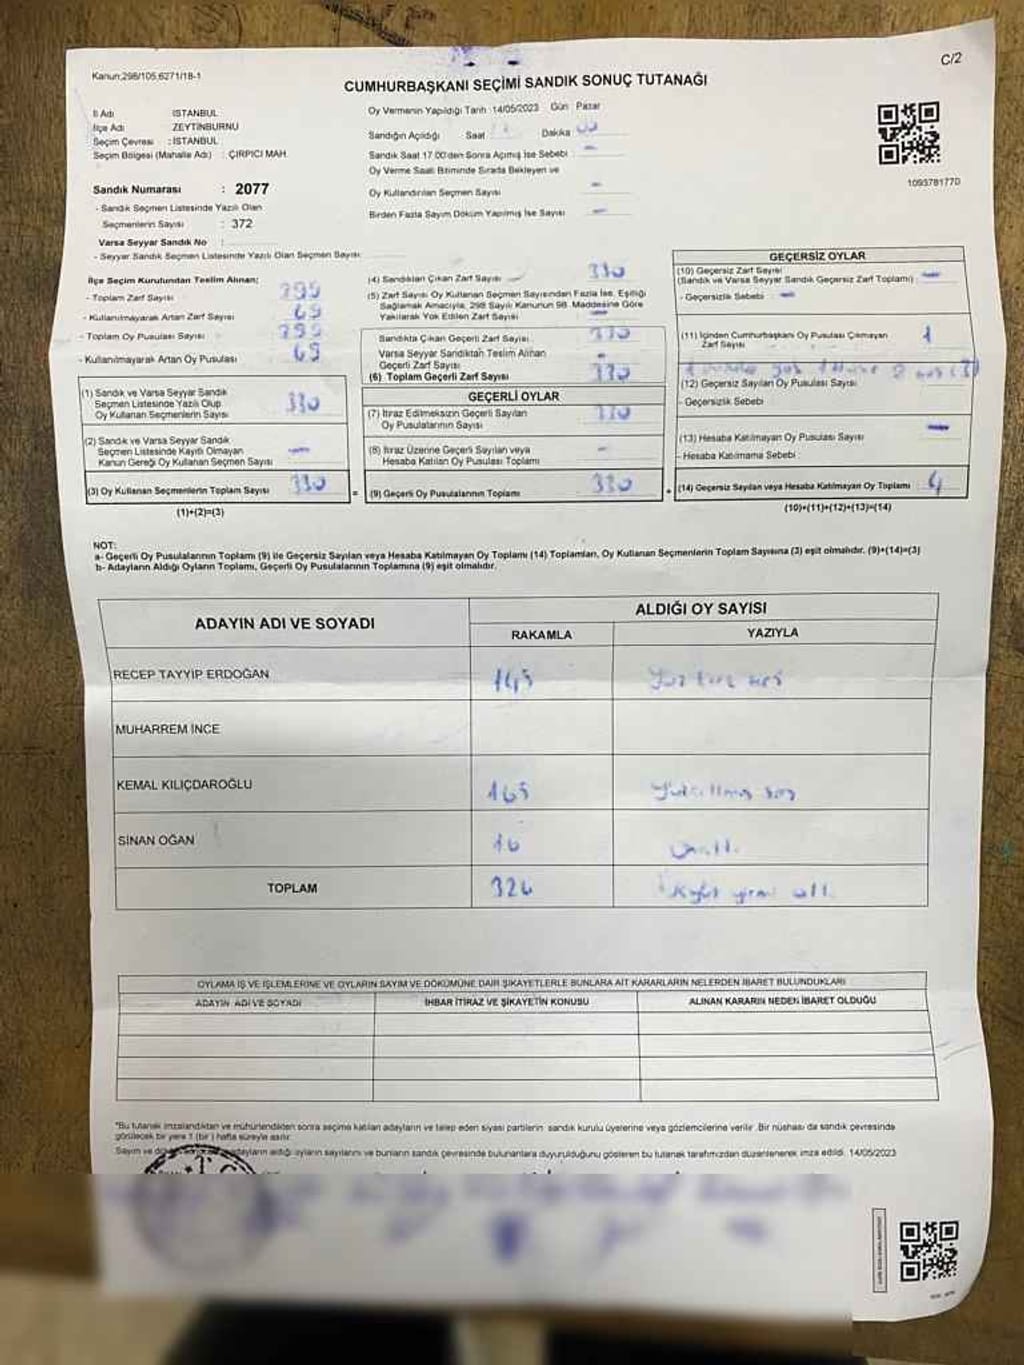 Kanun;298/105,6271/18-1
C/2
CUMHURBAŞKANI SEÇİMİ SANDIK SONUÇ TUTANAĞI
İl Adı İSTANBUL
İlçe Adı ZEYTİNBURNU
Seçim Çevresi : İSTANBUL
Seçim Bölgesi (Mahalle Adı) : ÇIRPICI MAH.
Sandık Numarası : 2077
- Sandık Seçmen Listesinde Yazılı Olan
Seçmenlerin Sayısı : 372
Varsa Seyyar Sandık No :
- Seyyar Sandık Seçmen Listesinde Yazılı Olan Seçmen Sayısı:
Oy Vermenin Yapıldığı Tarih :14/05/2023 Gün Pazar
Sandığın Açıldığı Saat Dakika
Sandık Saat 17.00'den Sonra Açılmış İse Sebebi : -
Oy Verme Saati Bitiminde Sırada Bekleyen ve
Oy Kullandırılan Seçmen Sayısı -
Birden Fazla Sayım Döküm Yapılmış İse Sayısı -
1093781770
İlçe Seçim Kurulundan Teslim Alınan;
- Toplam Zarf Sayısı 399
- Kullanılmayarak Artan Zarf Sayısı 69
- Toplam Oy Pusulası Sayısı 399
- Kullanılmayarak Artan Oy Pusulası 69
(1) Sandık ve Varsa Seyyar Sandık
Seçmen Listesinde Yazılı Olup
Oy Kullanan Seçmenlerin Sayısı 330
(2) Sandık ve Varsa Seyyar Sandık
Seçmen Listesinde Kayıtlı Olmayan
Kanun Gereği Oy Kullanan Seçmen Sayısı -
(3) Oy Kullanan Seçmenlerin Toplam Sayısı 330
(1)+(2)=(3)
(4) Sandıktan Çıkan Zarf Sayısı 330
(5) Zarf Sayısı Oy Kullanan Seçmen Sayısından Fazla İse, Eşitliği
Sağlamak Amacıyla, 298 Sayılı Kanunun 98. Maddesine Göre
Yakılarak Yok Edilen Zarf Sayısı -
Sandıkta Çıkan Geçerli Zarf Sayısı 330
Varsa Seyyar Sandıktan Teslim Alınan
Geçerli Zarf Sayısı -
(6) Toplam Geçerli Zarf Sayısı 330
GEÇERLİ OYLAR
(7) İtiraz Edilmeksizin Geçerli Sayılan
Oy Pusulalarının Sayısı 330
(8) İtiraz Üzerine Geçerli Sayılan veya
Hesaba Katılan Oy Pusulası Toplamı -
= (9) Geçerli Oy Pusulalarının Toplamı 330
GEÇERSİZ OYLAR
(10) Geçersiz Zarf Sayısı
(Sandık ve Varsa Seyyar Sandık Geçersiz Zarf Toplamı) : -
- Geçersizlik Sebebi : -
(11) İçinden Cumhurbaşkanı Oy Pusulası Çıkmayan
Zarf Sayısı 1
(12) Geçersiz Sayılan Oy Pusulası Sayısı
- Geçersizlik Sebebi
(13) Hesaba Katılmayan Oy Pusulası Sayısı -
- Hesaba Katılmama Sebebi :
+ (14) Geçersiz Sayılan veya Hesaba Katılmayan Oy Toplamı : 4
(10)+(11)+(12)+(13)=(14)
NOT:
a- Geçerli Oy Pusulalarının Toplamı (9) ile Geçersiz Sayılan veya Hesaba Katılmayan Oy Toplamı (14) Toplamları, Oy Kullanan Seçmenlerin Toplam Sayısına (3) eşit olmalıdır. (9)+(14)=(3)
b- Adayların Aldığı Oyların Toplamı, Geçerli Oy Pusulalarının Toplamına (9) eşit olmalıdır.
ADAYIN ADI VE SOYADI
ALDIĞI OY SAYISI
RAKAMLA YAZIYLA
RECEP TAYYİP ERDOĞAN 145 Yüz kırk beş
MUHARREM İNCE
KEMAL KILIÇDAROĞLU 165 Yüz altmış beş
SİNAN OĞAN 16 On altı
TOPLAM 326 üçyüz yirmi altı
OYLAMA İŞ VE İŞLEMLERİNE VE OYLARIN SAYIM VE DÖKÜMÜNE DAİR ŞİKAYETLERLE BUNLARA AİT KARARLARIN NELERDEN İBARET BULUNDUKLARI
ADAYIN ADI VE SOYADI İHBAR İTİRAZ VE ŞİKAYETİN KONUSU ALINAN KARARIN NEDEN İBARET OLDUĞU
*Bu tutanak imzalandıktan ve mühürlendikten sonra seçime katılan adayların ve talep eden siyasi partilerin sandık kurulu üyelerine veya gözlemcilerine verilir .Bir nüshası da sandık çevresinde
görülecek bir yere 1 (bir ) hafta süreyle asılır.
Sayım ve adayların aldığı oyların sayılarını ve bunların sandık çevresinde bulunanlara duyurulduğunu gösteren bu tutanak tarafımızdan düzenlenerek imza edildi. 14/05/2023